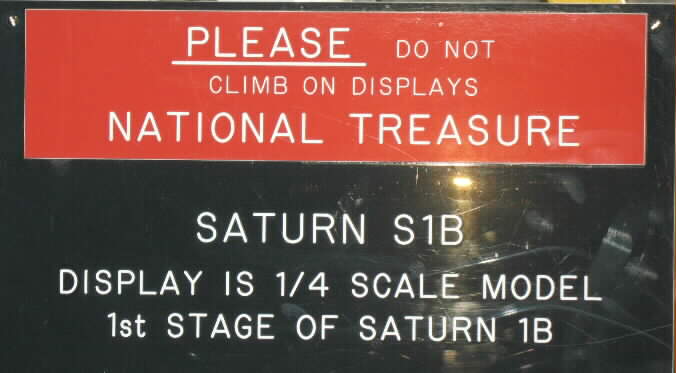 PLEASE DO NOT
CLIMB ON DISPLAYS
NATIONAL TREASURE
SATURN S1B
DISPLAY IS 1/4 SCALE MODEL
1st STAGE OF SATURN 1B